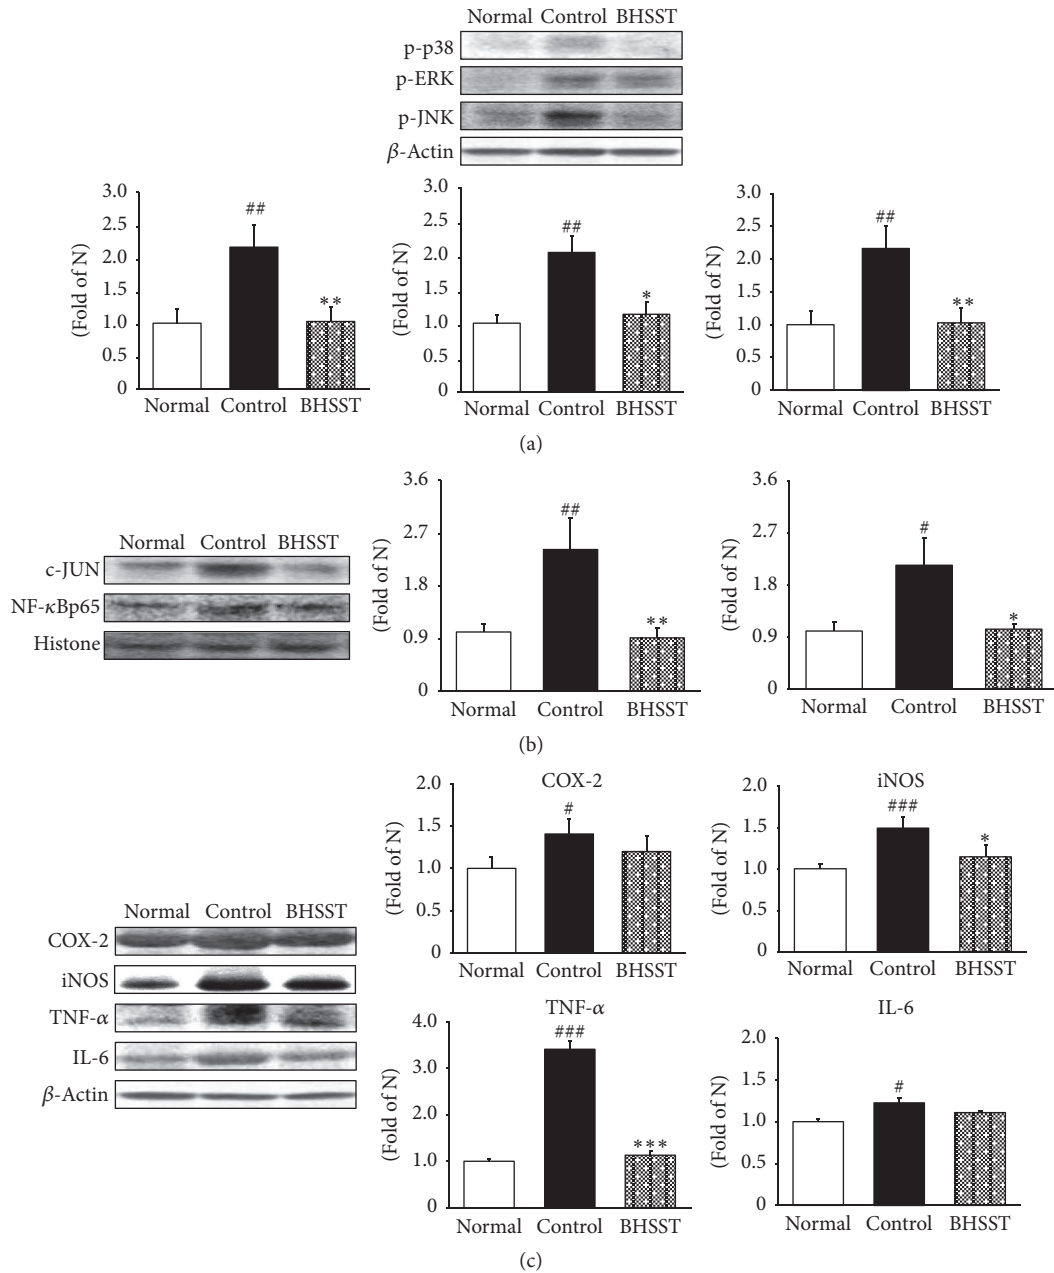 Normal Control BHSST
p-p38
p-ERK
p-JNK
β-Actin
3.0
2.5
2.0
1.5
1.0
0.5
0
(Fold of N)
##
**
Normal Control BHSST
3.0
2.5
2.0
1.5
1.0
0.5
0
(Fold of N)
##
*
Normal Control BHSST
3.0
2.5
2.0
1.5
1.0
0.5
0
(Fold of N)
##
**
Normal Control BHSST
(a)
Normal Control BHSST
c-JUN
NF-κBp65
Histone
3.6
2.7
1.8
0.9
0
(Fold of N)
##
**
Normal Control BHSST
3.6
2.7
1.8
0.9
0
(Fold of N)
#
*
Normal Control BHSST
(b)
Normal Control BHSST
COX-2
iNOS
TNF-α
IL-6
β-Actin
COX-2
2.0
1.5
1.0
0.5
0
(Fold of N)
#
Normal Control BHSST
iNOS
2.0
1.5
1.0
0.5
0
(Fold of N)
###
*
Normal Control BHSST
TNF-α
4.0
3.0
2.0
1.0
0
(Fold of N)
###
***
Normal Control BHSST
IL-6
2.0
1.5
1.0
0.5
0
(Fold of N)
#
Normal Control BHSST
(c)